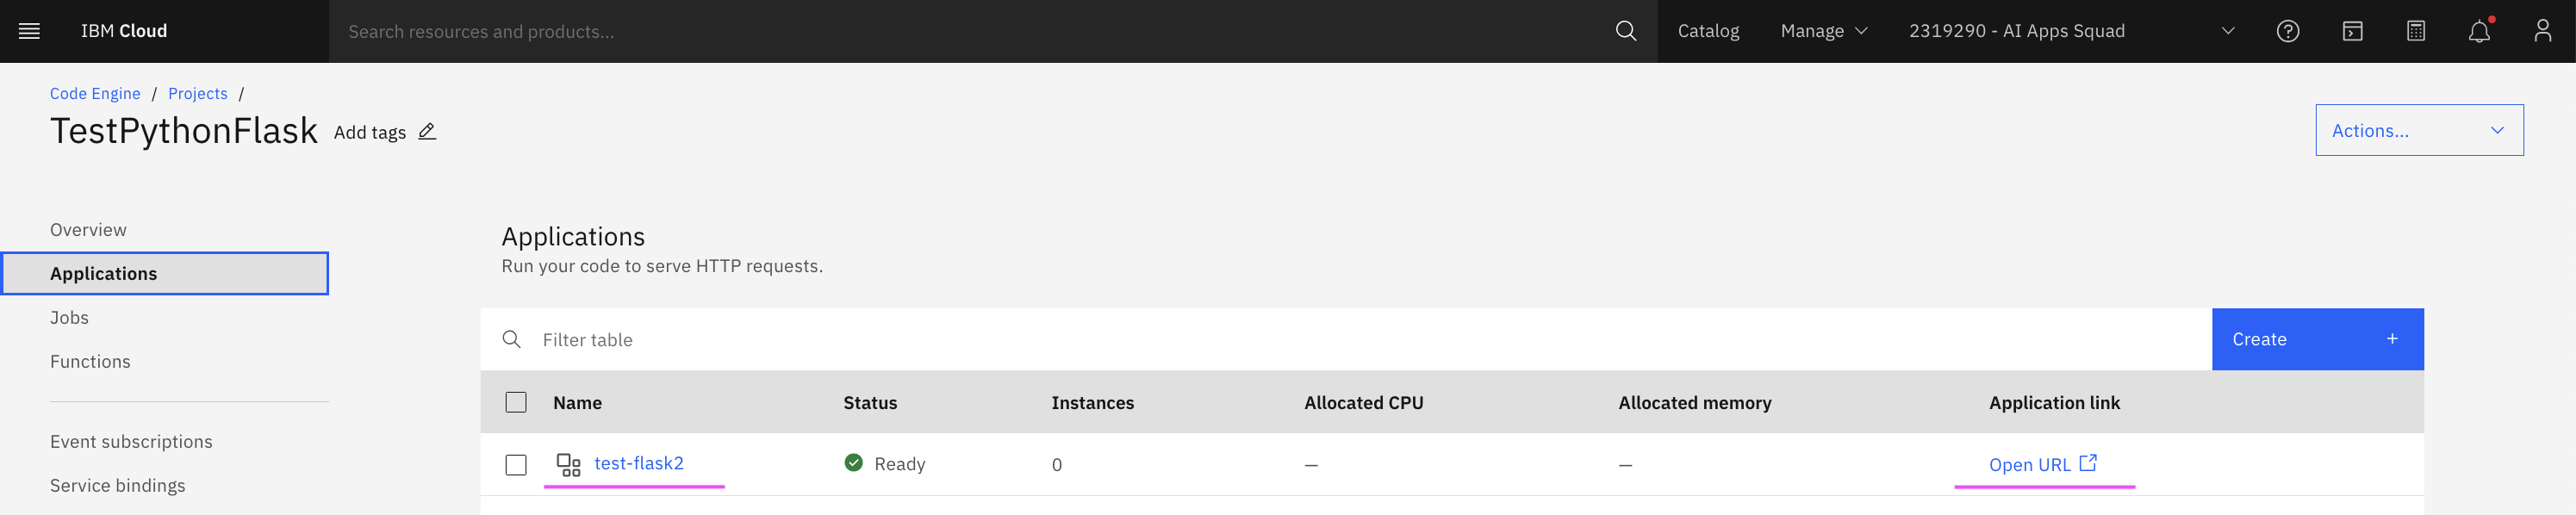 IBM Cloud
Search resources and products...
Catalog
Manage
2319290 - AI Apps Squad
Code Engine / Projects /
TestPythonFlask
Add tags
Actions...
Overview
Applications
Jobs
Functions
Event subscriptions
Service bindings
Applications
Run your code to serve HTTP requests.
Filter table
Create +
Name Status Instances Allocated CPU Allocated memory Application link
test-flask2 Ready 0 – – Open URL